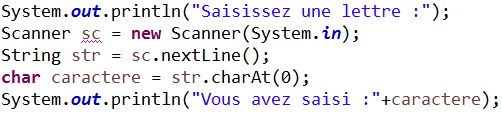 System.out.println("Saisissez une lettre :");
Scanner sc = new Scanner(System.in);
String str = sc.nextLine();
char caractere = str.charAt(0);
System.out.println("Vous avez saisi :"+caractere);